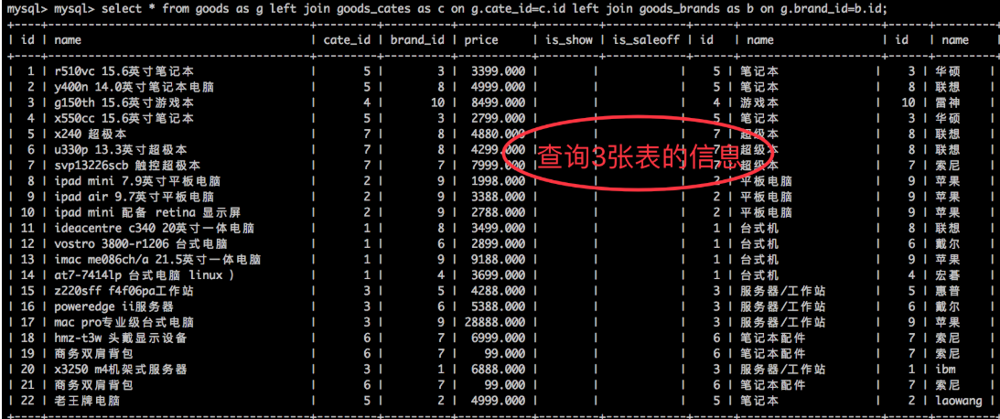 mysql> mysql> select * from goods as g left join goods_cates as c on g.cate_id=c.id left join goods_brands as b on g.brand_id=b.id;
| id | name | cate_id | brand_id | price | is_show | is_saleoff | id | name | id | name |
| 1 | r510vc 15.6英寸笔记本 | 5 | 3 | 3399.000 | | | 5 | 笔记本 | 3 | 华硕 |
| 2 | y400n 14.0英寸笔记本电脑 | 5 | 8 | 4999.000 | | | 5 | 笔记本 | 8 | 联想 |
| 3 | g150th 15.6英寸游戏本 | 4 | 10 | 8499.000 | | | 4 | 游戏本 | 10 | 雷神 |
| 4 | x550cc 15.6英寸笔记本 | 5 | 3 | 2799.000 | | | 5 | 笔记本 | 3 | 华硕 |
| 5 | x240 超极本 | 7 | 8 | 4880.000 | | | 7 | 超级本 | 8 | 联想 |
| 6 | u330p 13.3英寸超极本 | 7 | 8 | 4299.000 | | | 7 | 超级本 | 8 | 联想 |
查询3张表的信息
| 7 | svp13226scb 触控超极本 | 7 | 7 | 7999.000 | | | 7 | 超级本 | 7 | 索尼 |
| 8 | ipad mini 7.9英寸平板电脑 | 2 | 9 | 1998.000 | | | 2 | 平板电脑 | 9 | 苹果 |
| 9 | ipad air 9.7英寸平板电脑 | 2 | 9 | 3388.000 | | | 2 | 平板电脑 | 9 | 苹果 |
| 10 | ipad mini 配备 retina 显示屏 | 2 | 9 | 2788.000 | | | 2 | 平板电脑 | 9 | 苹果 |
| 11 | ideacentre c340 20英寸一体电脑 | 1 | 8 | 3499.000 | | | 1 | 台式机 | 8 | 联想 |
| 12 | vostro 3800-r1206 台式电脑 | 1 | 6 | 2899.000 | | | 1 | 台式机 | 6 | 戴尔 |
| 13 | imac me086ch/a 21.5英寸一体电脑 | 1 | 9 | 9188.000 | | | 1 | 台式机 | 9 | 苹果 |
| 14 | at7-7414lp 台式电脑 linux ) | 1 | 4 | 3699.000 | | | 1 | 台式机 | 4 | 宏碁 |
| 15 | z220sff f4f06pa工作站 | 3 | 5 | 4288.000 | | | 3 | 服务器/工作站 | 5 | 惠普 |
| 16 | poweredge ii服务器 | 3 | 6 | 5388.000 | | | 3 | 服务器/工作站 | 6 | 戴尔 |
| 17 | mac pro专业级台式电脑 | 3 | 9 | 28888.000 | | | 3 | 服务器/工作站 | 9 | 苹果 |
| 18 | hmz-t3w 头戴显示设备 | 6 | 7 | 6999.000 | | | 6 | 笔记本配件 | 7 | 索尼 |
| 19 | 商务双肩背包 | 6 | 7 | 99.000 | | | 6 | 笔记本配件 | 7 | 索尼 |
| 20 | x3250 m4机架式服务器 | 3 | 1 | 6888.000 | | | 3 | 服务器/工作站 | 1 | ibm |
| 21 | 商务双肩背包 | 6 | 7 | 99.000 | | | 6 | 笔记本配件 | 7 | 索尼 |
| 22 | 老王牌电脑 | 5 | 2 | 4999.000 | | | 5 | 笔记本 | 2 | laowang |